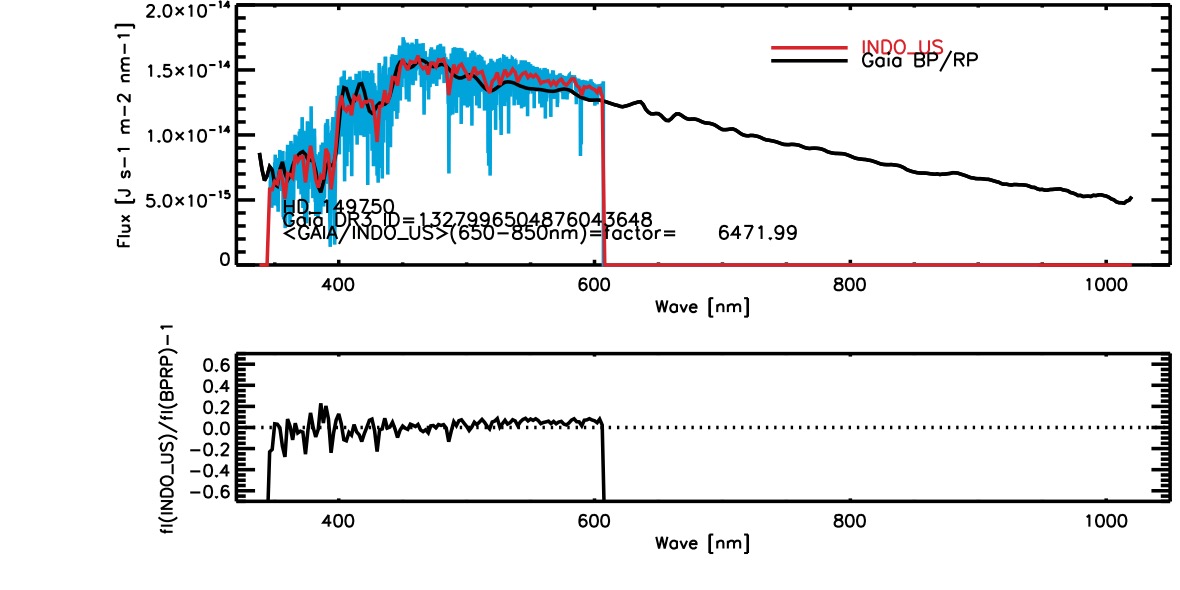 2.0×10−14
1.5×10−14
1.0×10−14
5.0×10−15
0
Flux [J s−1 m−2 nm−1]
INDO_US
Gaia BP/RP
HD_149750
Gaia DR3 ID=1327996504876043648
<GAIA/INDO_US>(650−850nm)=factor= 6471.99
400 600 800 1000
Wave [nm]
fl(INDO_US)/fl(BPRP)−1
0.6
0.4
0.2
0.0
−0.2
−0.4
−0.6
400 600 800 1000
Wave [nm]